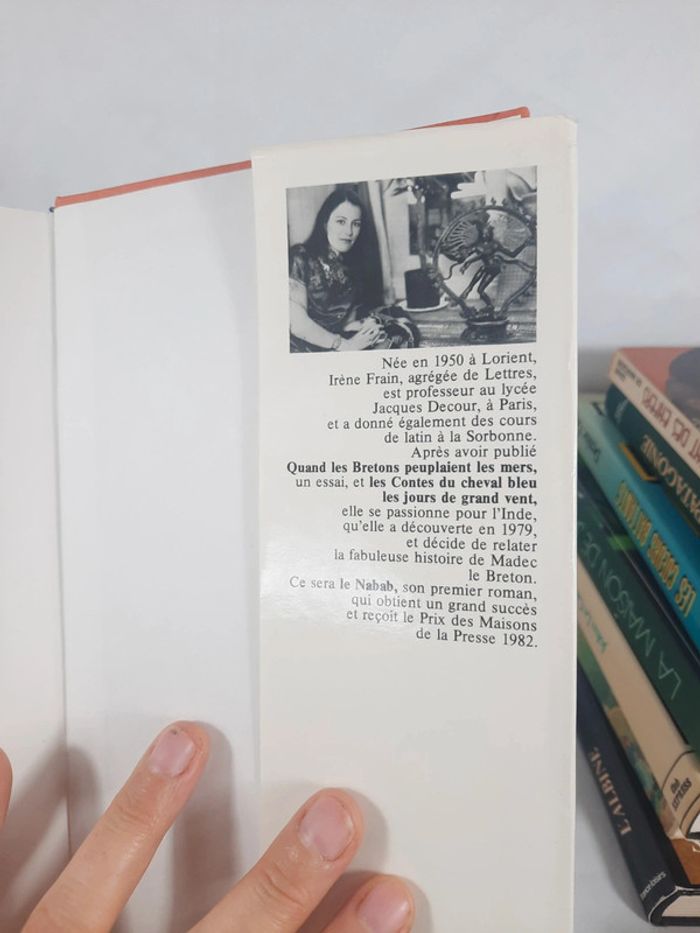 Née en 1950 à Lorient,
Irène Frain, agrégée de Lettres,
est professeur au lycée
Jacques Decour, à Paris,
et a donné également des cours
de latin à la Sorbonne.
Après avoir publié
Quand les Bretons peuplaient les mers,
un essai, et les Contes du cheval bleu
les jours de grand vent,
elle se passionne pour l'Inde,
qu'elle a découverte en 1979,
et décide de relater
la fabuleuse histoire de Madec
le Breton.
Ce sera le Nabab, son premier roman,
qui obtient un grand succès
et reçoit le Prix des Maisons
de la Presse 1982.
LA MAISON DE
L'ALBINE